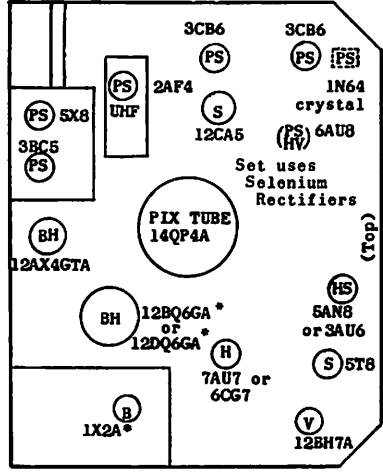 3CB6
3CB6
PS
PS
PS
PS
2AF4
UHF
1N64
crystal
S
12CA5
PS
5X8
3BC5
PS
(PS)
HV
6AU8
Set uses
Selenium
Rectifiers
PIX TUBE
14QP4A
(Top)
BH
12AX4GTA
BH
12BQ6GA*
or
12DQ6GA*
HS
5AN8
or 3AU6
H
7AU7 or
6CG7
S
5T8
B
1X2A*
V
12BH7A